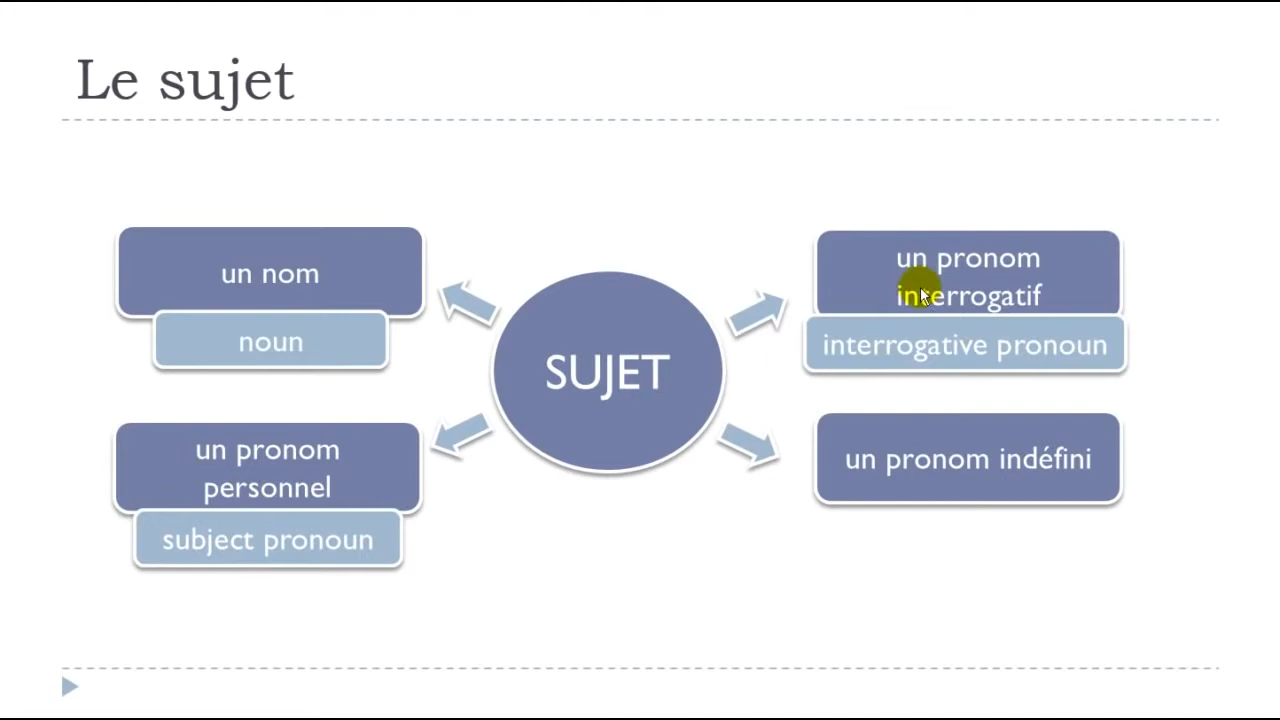 Le sujet
un nom
noun
un pronom
personnel
subject pronoun
SUJET
un pronom
interrogatif
interrogative pronoun
un pronom indéfini